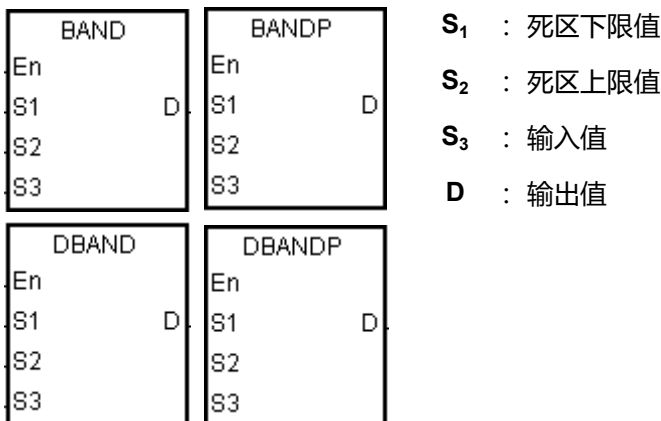 BAND
En
S1 D
S2
S3
BANDP
En
S1 D
S2
S3
DBAND
En
S1 D
S2
S3
DBANDP
En
S1 D
S2
S3
S₁ : 死区下限值
S₂ : 死区上限值
S₃ : 输入值
D : 输出值